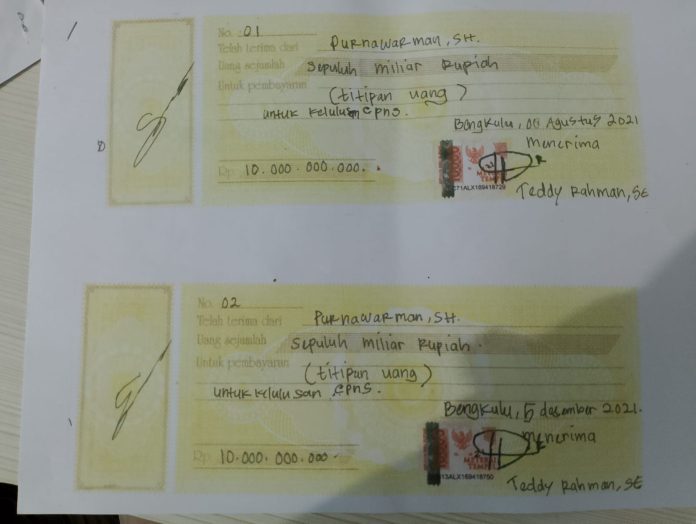 No. 01
Telah terima dari Purnawarman, SH.
Uang sejumlah Sepuluh miliar Rupiah
Untuk pembayaran (titipan uang)
untuk kelulusan CPNS.
Bengkulu, 06 Agustus 2021
Menerima
Rp. 10.000.000.000.
Teddy Rahman, SE
No. 02
Telah terima dari Purnawarman, SH.
Uang sejumlah Sepuluh miliar Rupiah.
Untuk pembayaran (titipan uang)
untuk kelulusan CPNS.
Bengkulu, 5 desember 2021.
Menerima
Rp. 10.000.000.000
Teddy Rahman, SE